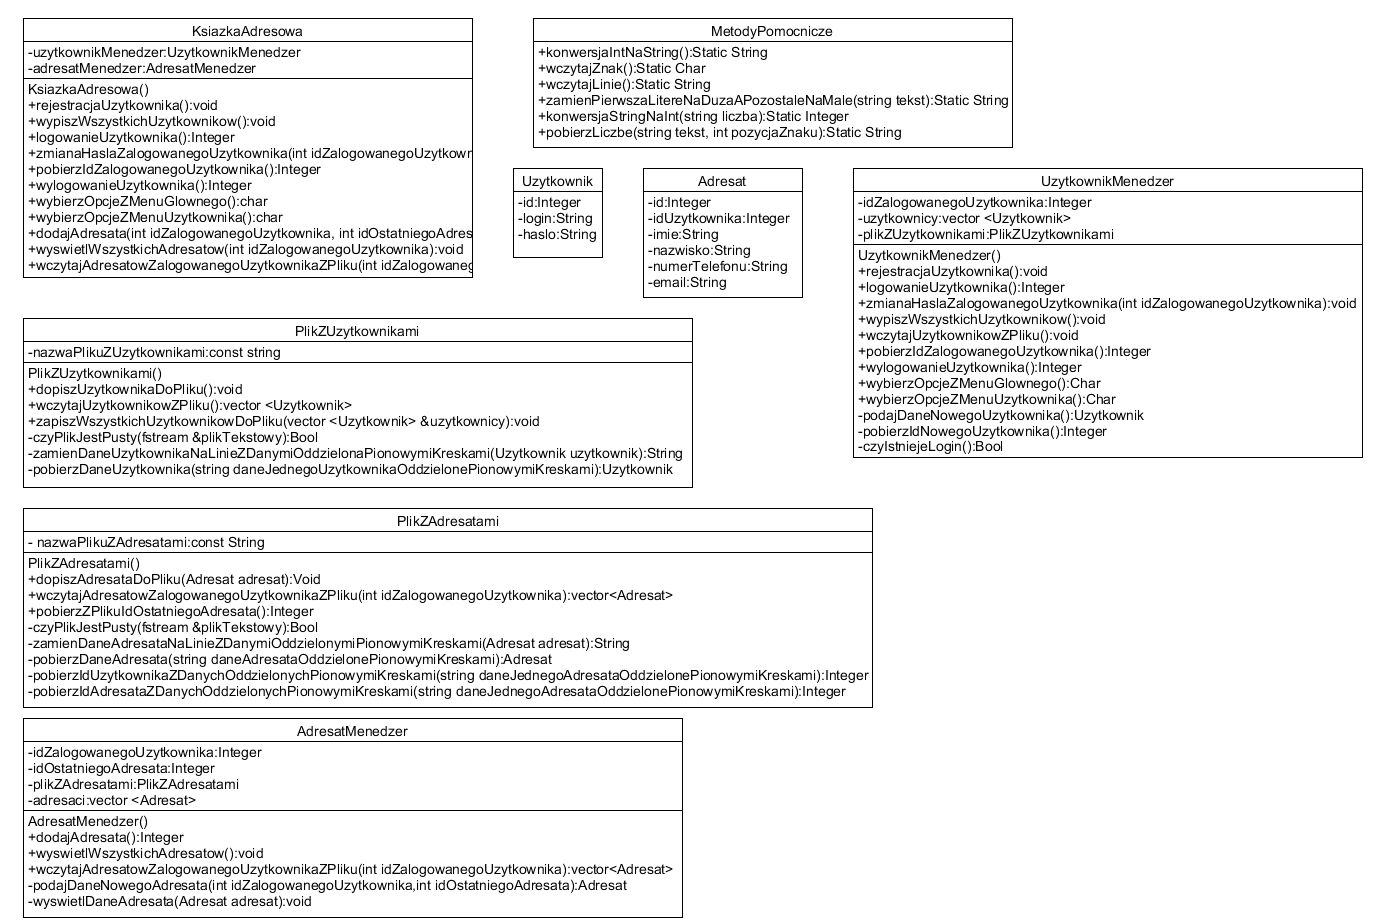 KsiazkaAdresowa
-uzytkownikMenedzer:UzytkownikMenedzer
-adresatMenedzer:AdresatMenedzer
KsiazkaAdresowa()
+rejestracjaUzytkownika():void
+wypiszWszystkichUzytkownikow():void
+logowanieUzytkownika():Integer
+zmianaHaslaZalogowanegoUzytkownika(int idZalogowanegoUzytkowr
+pobierzIdZalogowanegoUzytkownika():Integer
+wylogowanieUzytkownika():Integer
+wybierzOpcjeZMenuGlownego():char
+wybierzOpcjeZMenuUzytkownika():char
+dodajAdresata(int idZalogowanegoUzytkownika, int idOstatniegoAdres
+wyswietlWszystkichAdresatow(int idZalogowanegoUzytkownika):void
+wczytajAdresatowZalogowanegoUzytkownikaZPliku(int idZalogowaneg
MetodyPomocnicze
+konwersjaIntNaString():Static String
+wczytajZnak():Static Char
+wczytajLinie():Static String
+zamienPierwszaLitereNaDuzaAPozostaleNaMale(string tekst):Static String
+konwersjaStringNaInt(string liczba):Static Integer
+pobierzLiczbe(string tekst, int pozycjaZnaku):Static String
Uzytkownik
-id:Integer
-login:String
-haslo:String
Adresat
-id:Integer
-idUzytkownika:Integer
-imie:String
-nazwisko:String
-numerTelefonu:String
-email:String
UzytkownikMenedzer
-idZalogowanegoUzytkownika:Integer
-uzytkownicy:vector <Uzytkownik>
-plikZUzytkownikami:PlikZUzytkownikami
UzytkownikMenedzer()
+rejestracjaUzytkownika():void
+logowanieUzytkownika():Integer
+zmianaHaslaZalogowanegoUzytkownika(int idZalogowanegoUzytkownika):void
+wypiszWszystkichUzytkownikow():void
+wczytajUzytkownikowZPliku():void
+pobierzIdZalogowanegoUzytkownika():Integer
+wylogowanieUzytkownika():Integer
+wybierzOpcjeZMenuGlownego():Char
+wybierzOpcjeZMenuUzytkownika():Char
-podajDaneNowegoUzytkownika():Uzytkownik
-pobierzIdNowegoUzytkownika():Integer
-czyIstniejeLogin():Bool
PlikZUzytkownikami
-nazwaPlikuZUzytkownikami:const string
PlikZUzytkownikami()
+dopiszUzytkownikaDoPliku():void
+wczytajUzytkownikowZPliku():vector <Uzytkownik>
+zapiszWszystkichUzytkownikowDoPliku(vector <Uzytkownik> &uzytkownicy):void
-czyPlikJestPusty(fstream &plikTekstowy):Bool
-zamienDaneUzytkownikaNaLinieZDanymiOddzielonaPionowymiKreskami(Uzytkownik uzytkownik):String
-pobierzDaneUzytkownika(string daneJednegoUzytkownikaOddzielonePionowymiKreskami):Uzytkownik
PlikZAdresatami
- nazwaPlikuZAdresatami:const String
PlikZAdresatami()
+dopiszAdresataDoPliku(Adresat adresat):Void
+wczytajAdresatowZalogowanegoUzytkownikaZPliku(int idZalogowanegoUzytkownika):vector<Adresat>
+pobierzZPlikuIdOstatniegoAdresata():Integer
-czyPlikJestPusty(fstream &plikTekstowy):Bool
-zamienDaneAdresataNaLinieZDanymiOddzielonymiPionowymiKreskami(Adresat adresat):String
-pobierzDaneAdresata(string daneAdresataOddzielonePionowymiKreskami):Adresat
-pobierzIdUzytkownikaZDanychOddzielonychPionowymiKreskami(string daneJednegoAdresataOddzielonePionowymiKreskami):Integer
-pobierzIdAdresataZDanychOddzielonychPionowymiKreskami(string daneJednegoAdresataOddzielonePionowymiKreskami):Integer
AdresatMenedzer
-idZalogowanegoUzytkownika:Integer
-idOstatniegoAdresata:Integer
-plikZAdresatami:PlikZAdresatami
-adresaci:vector <Adresat>
AdresatMenedzer()
+dodajAdresata():Integer
+wyswietlWszystkichAdresatow():void
+wczytajAdresatowZalogowanegoUzytkownikaZPliku(int idZalogowanegoUzytkownika):vector<Adresat>
-podajDaneNowegoAdresata(int idZalogowanegoUzytkownika,int idOstatniegoAdresata):Adresat
-wyswietlDaneAdresata(Adresat adresat):void